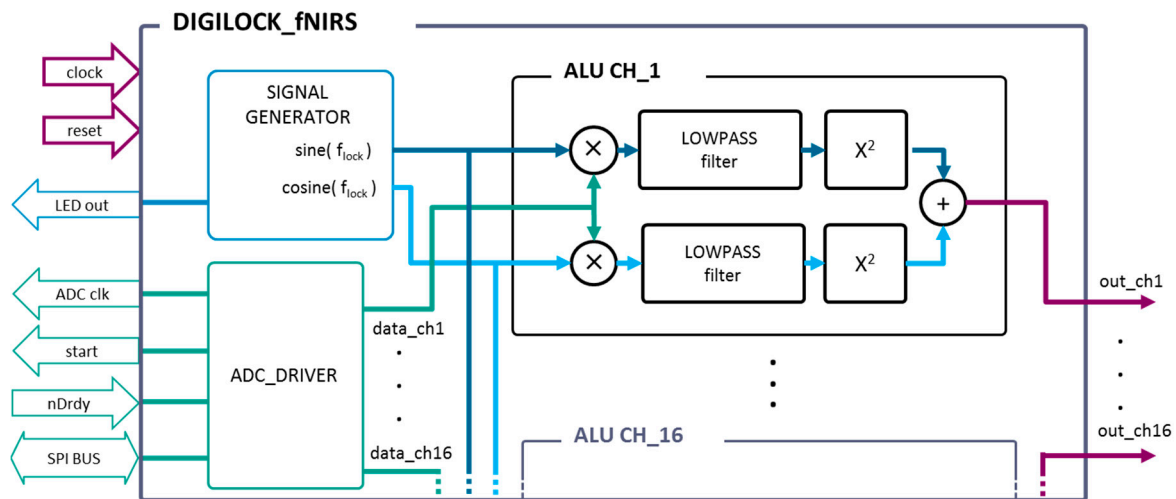 DIGILOCK_fNIRS
clock
reset
LED out
ADC clk
start
nDrdy
SPI BUS
SIGNAL
GENERATOR
sine( flock )
cosine( flock )
ADC_DRIVER
data_ch1
data_ch16
ALU CH_1
×
LOWPASS
filter
X2
+
×
LOWPASS
filter
X2
ALU CH_16
out_ch1
out_ch16